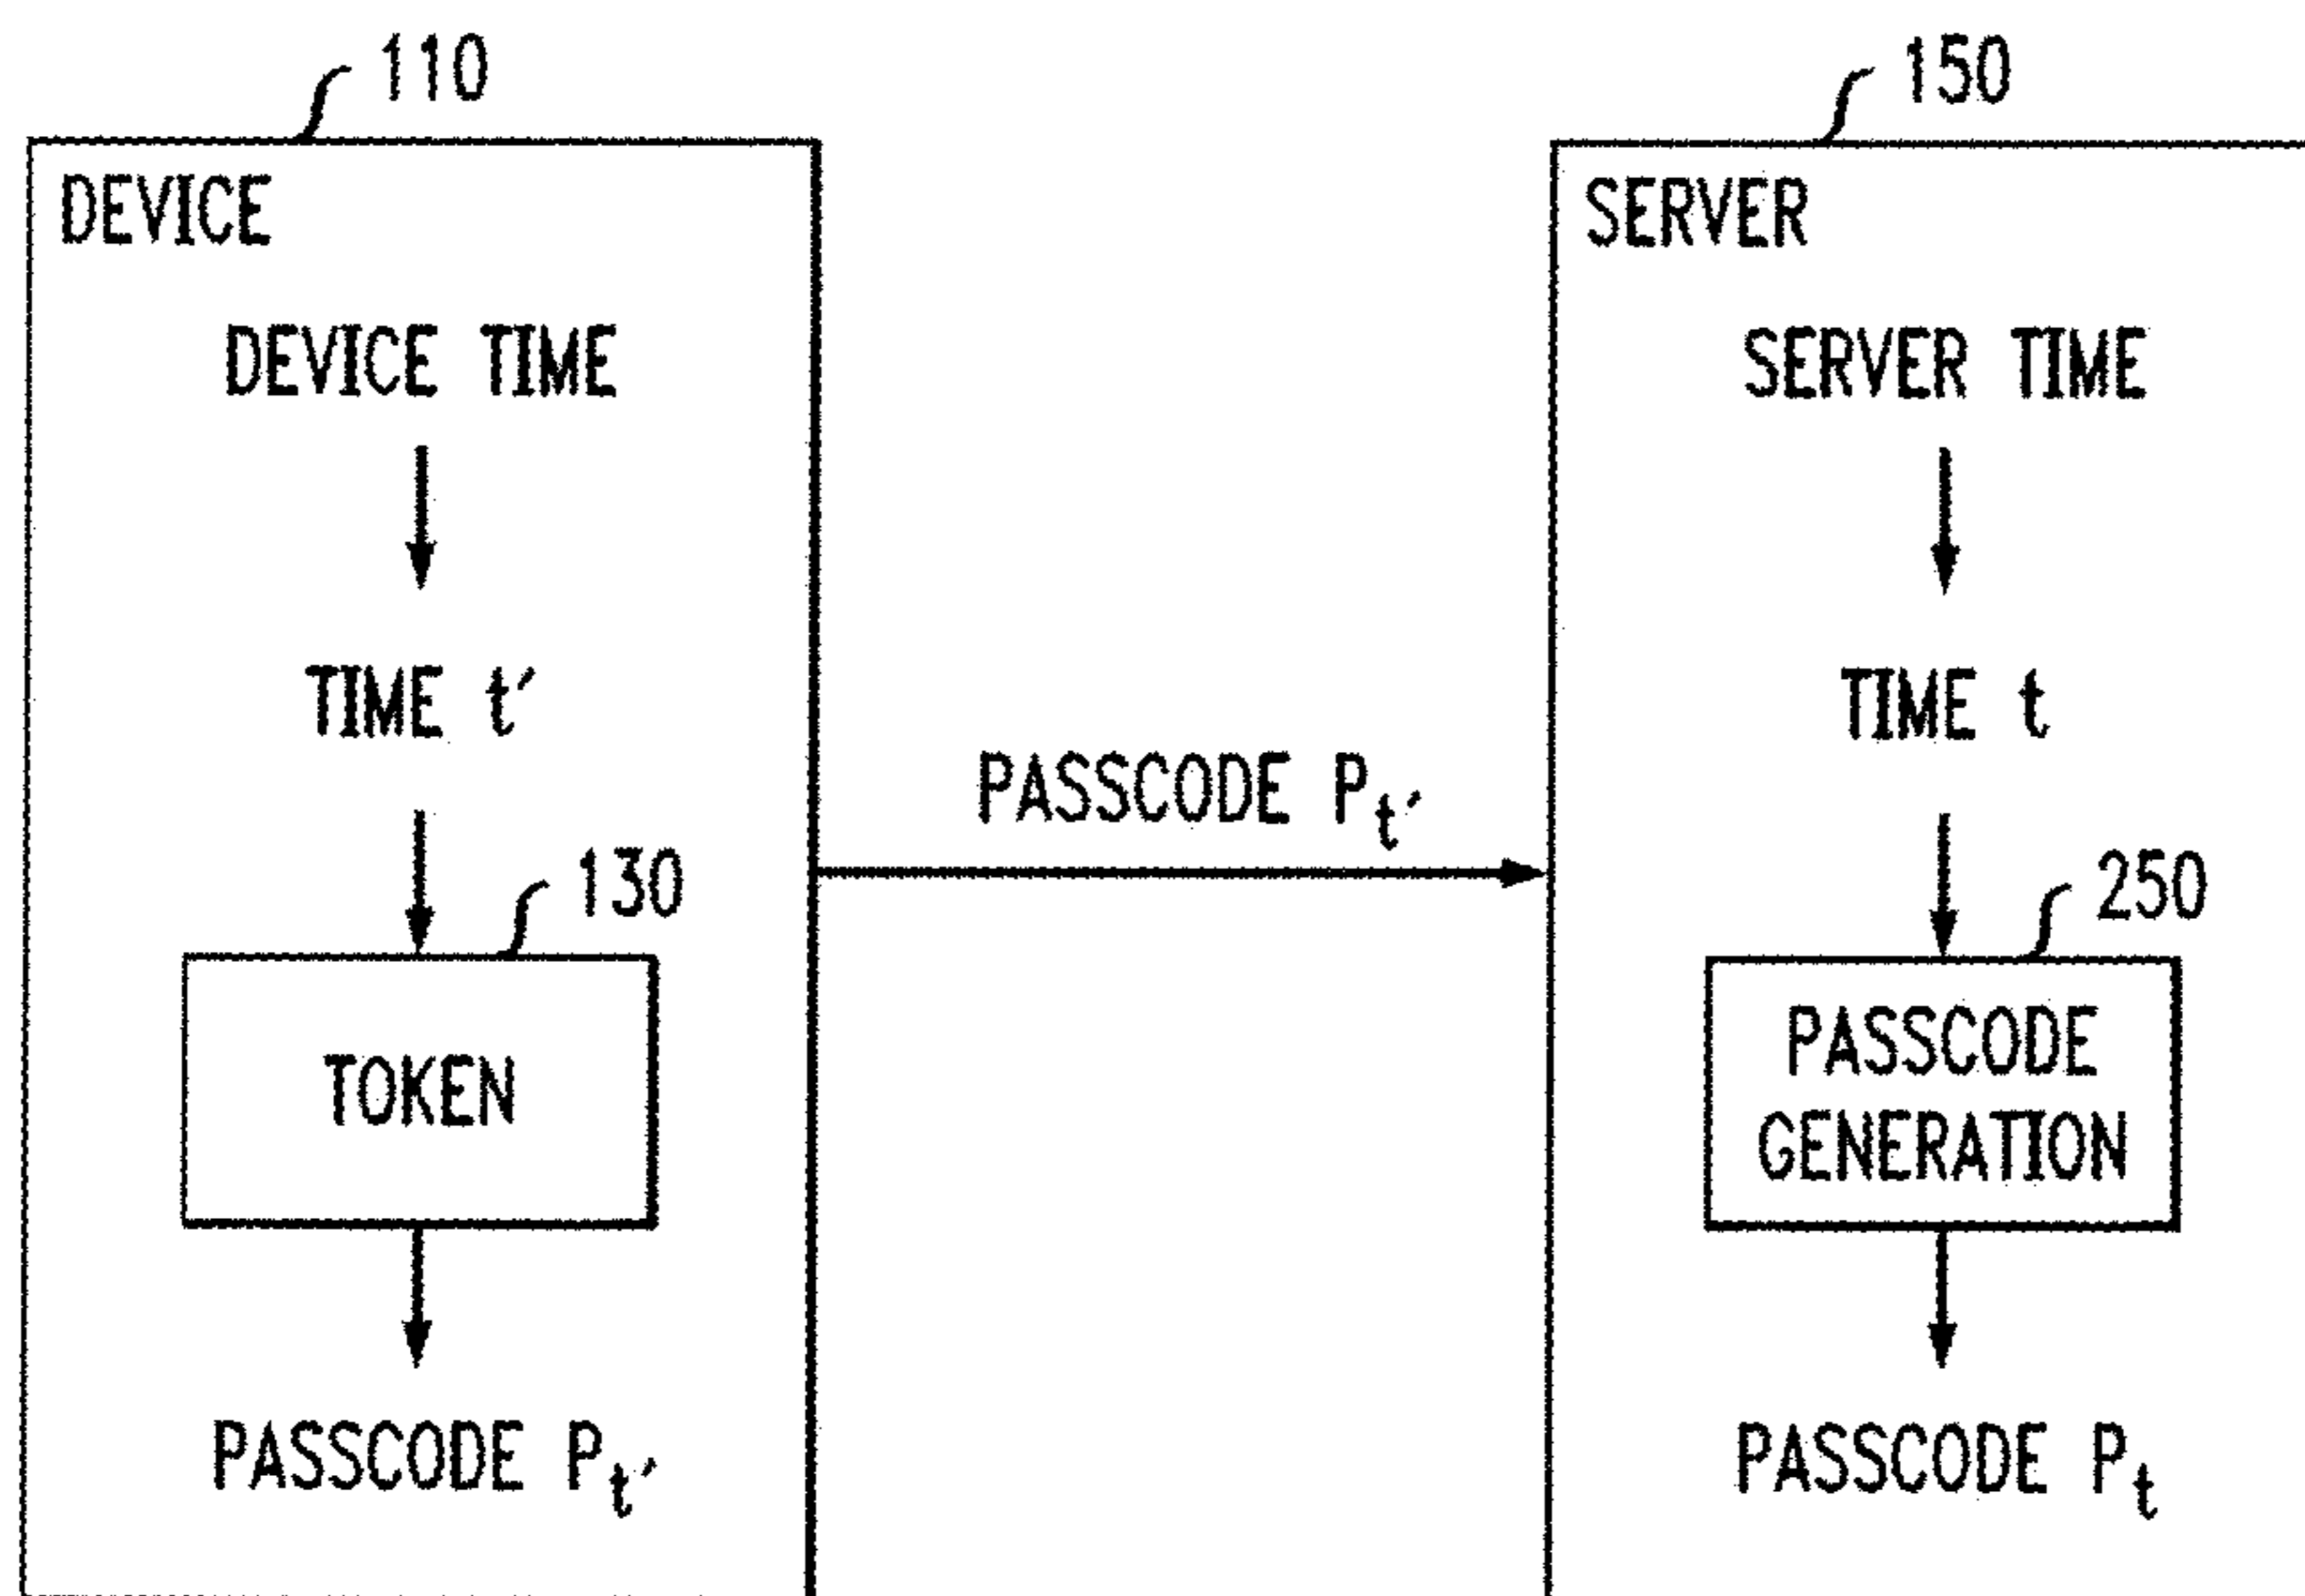 110
DEVICE
DEVICE TIME
TIME t′
130
TOKEN
PASSCODE Pt′
PASSCODE Pt′
150
SERVER
SERVER TIME
TIME t
250
PASSCODE
GENERATION
PASSCODE Pt